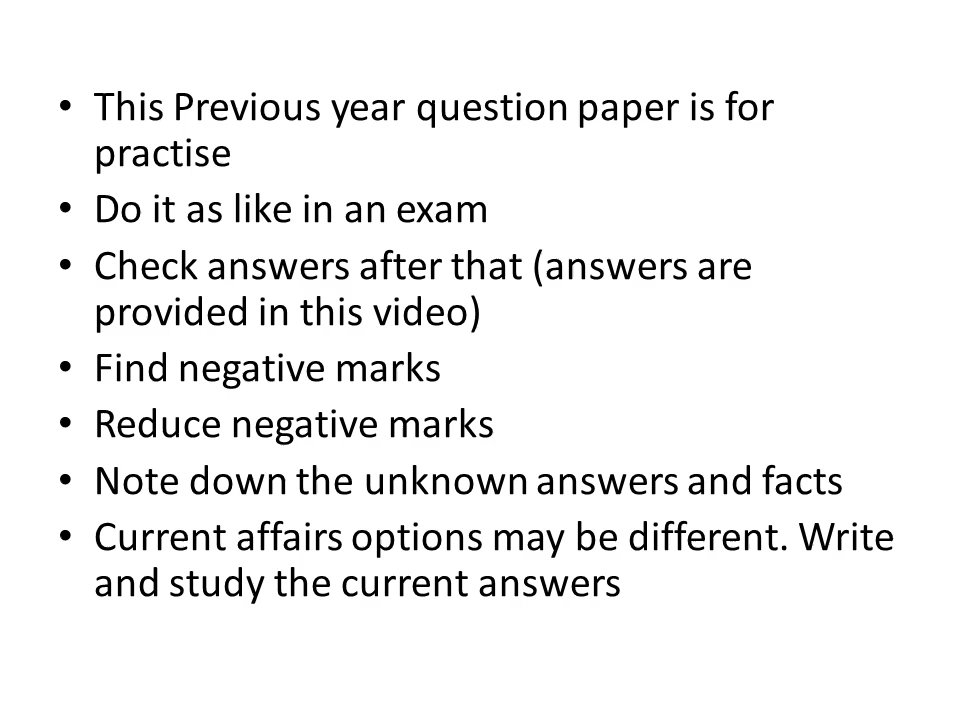 • This Previous year question paper is for
practise
• Do it as like in an exam
• Check answers after that (answers are
provided in this video)
• Find negative marks
• Reduce negative marks
• Note down the unknown answers and facts
• Current affairs options may be different. Write
and study the current answers